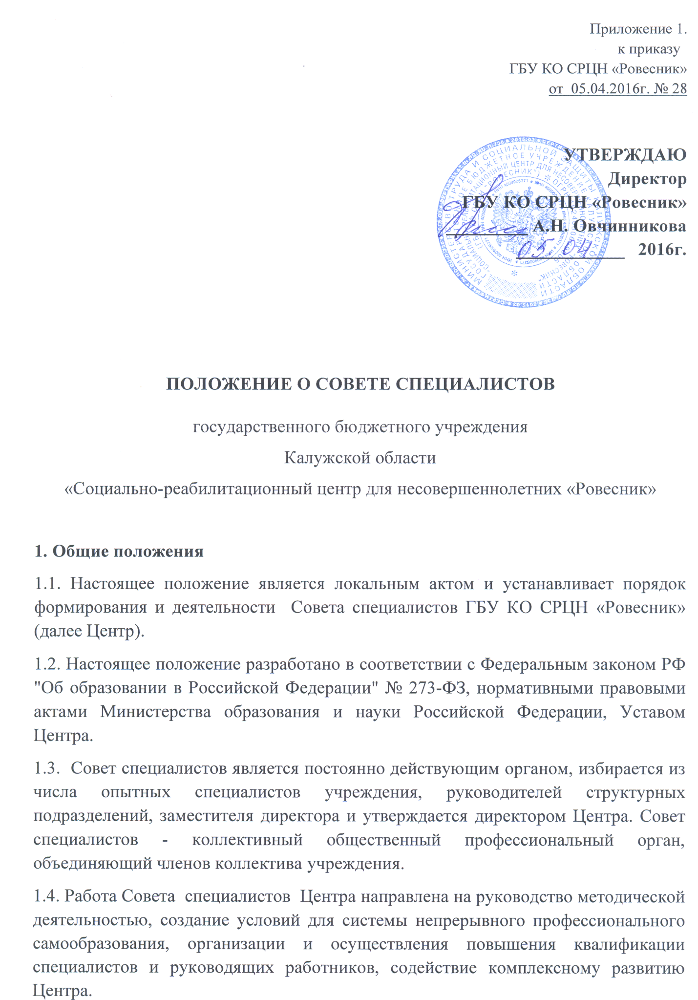 Приложение 1.
к приказу
ГБУ КО СРЦН «Ровесник»
от 05.04.2016г. № 28
УТВЕРЖДАЮ
Директор
ГБУ КО СРЦН «Ровесник»
А.Н. Овчинникова
05 04 2016г.
МИНИСТЕРСТВО ТРУДА И СОЦИАЛЬНОЙ ЗАЩИТЫ КАЛУЖСКОЙ ОБЛАСТИ
ПОЛОЖЕНИЕ О СОВЕТЕ СПЕЦИАЛИСТОВ
государственного бюджетного учреждения
Калужской области
«Социально-реабилитационный центр для несовершеннолетних «Ровесник»
1. Общие положения
1.1. Настоящее положение является локальным актом и устанавливает порядок
формирования и деятельности Совета специалистов ГБУ КО СРЦН «Ровесник»
(далее Центр).
1.2. Настоящее положение разработано в соответствии с Федеральным законом РФ
"Об образовании в Российской Федерации" № 273-ФЗ, нормативными правовыми
актами Министерства образования и науки Российской Федерации, Уставом
Центра.
1.3. Совет специалистов является постоянно действующим органом, избирается из
числа опытных специалистов учреждения, руководителей структурных
подразделений, заместителя директора и утверждается директором Центра. Совет
специалистов - коллективный общественный профессиональный орган,
объединяющий членов коллектива учреждения.
1.4. Работа Совета специалистов Центра направлена на руководство методической
деятельностью, создание условий для системы непрерывного профессионального
самообразования, организации и осуществления повышения квалификации
специалистов и руководящих работников, содействие комплексному развитию
Центра.